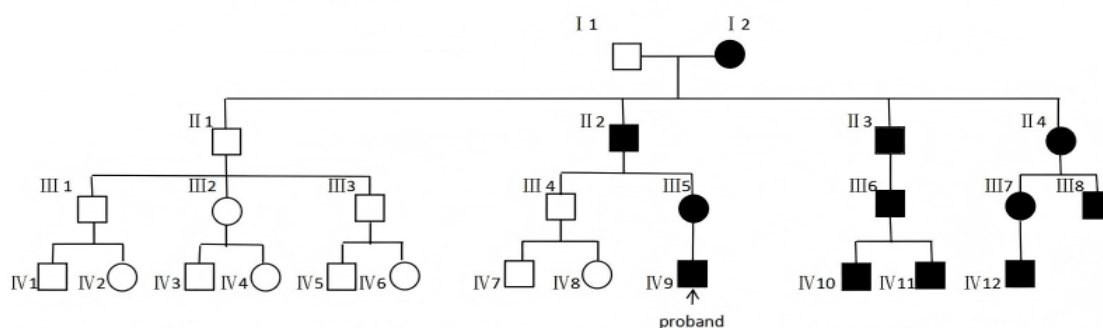 Ⅰ 1 Ⅰ 2
Ⅱ 1 Ⅱ 2 Ⅱ 3 Ⅱ 4
Ⅲ 1 Ⅲ2 Ⅲ3 Ⅲ 4 Ⅲ5 Ⅲ6 Ⅲ7 Ⅲ8
Ⅳ1 Ⅳ2 Ⅳ3 Ⅳ4 Ⅳ5 Ⅳ6 Ⅳ7 Ⅳ8 Ⅳ9 Ⅳ10 Ⅳ11 Ⅳ12
proband